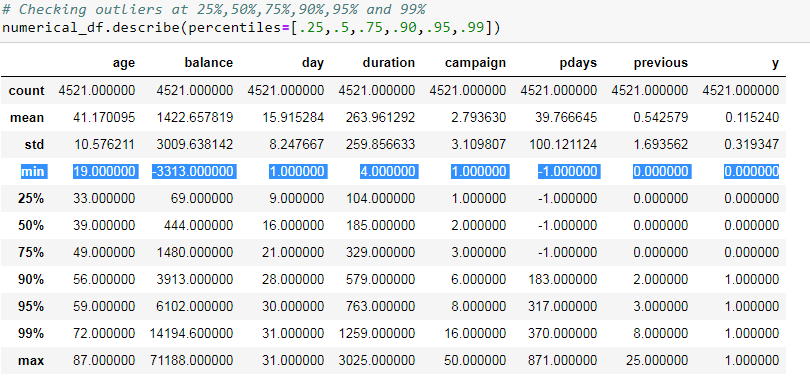 # Checking outliers at 25%,50%,75%,90%,95% and 99%
numerical_df.describe(percentiles=[.25,.5,.75,.90,.95,.99])
age balance day duration campaign pdays previous y
count 4521.000000 4521.000000 4521.000000 4521.000000 4521.000000 4521.000000 4521.000000 4521.000000
mean 41.170095 1422.657819 15.915284 263.961292 2.793630 39.766645 0.542579 0.115240
std 10.576211 3009.638142 8.247667 259.856633 3.109807 100.121124 1.693562 0.319347
min 19.000000 -3313.000000 1.000000 4.000000 1.000000 -1.000000 0.000000 0.000000
25% 33.000000 69.000000 9.000000 104.000000 1.000000 -1.000000 0.000000 0.000000
50% 39.000000 444.000000 16.000000 185.000000 2.000000 -1.000000 0.000000 0.000000
75% 49.000000 1480.000000 21.000000 329.000000 3.000000 -1.000000 0.000000 0.000000
90% 56.000000 3913.000000 28.000000 579.000000 6.000000 183.000000 2.000000 1.000000
95% 59.000000 6102.000000 30.000000 763.000000 8.000000 317.000000 3.000000 1.000000
99% 72.000000 14194.600000 31.000000 1259.000000 16.000000 370.000000 8.000000 1.000000
max 87.000000 71188.000000 31.000000 3025.000000 50.000000 871.000000 25.000000 1.000000